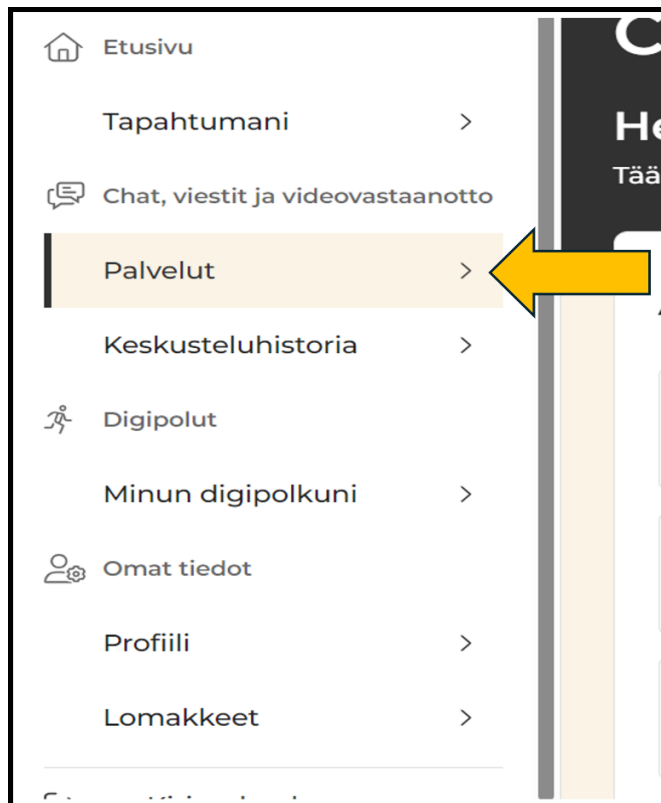 Etusivu
Tapahtumani
Chat, viestit ja videovastaanotto
Palvelut
Keskusteluhistoria
Digipolut
Minun digipolkuni
Omat tiedot
Profiili
Lomakkeet